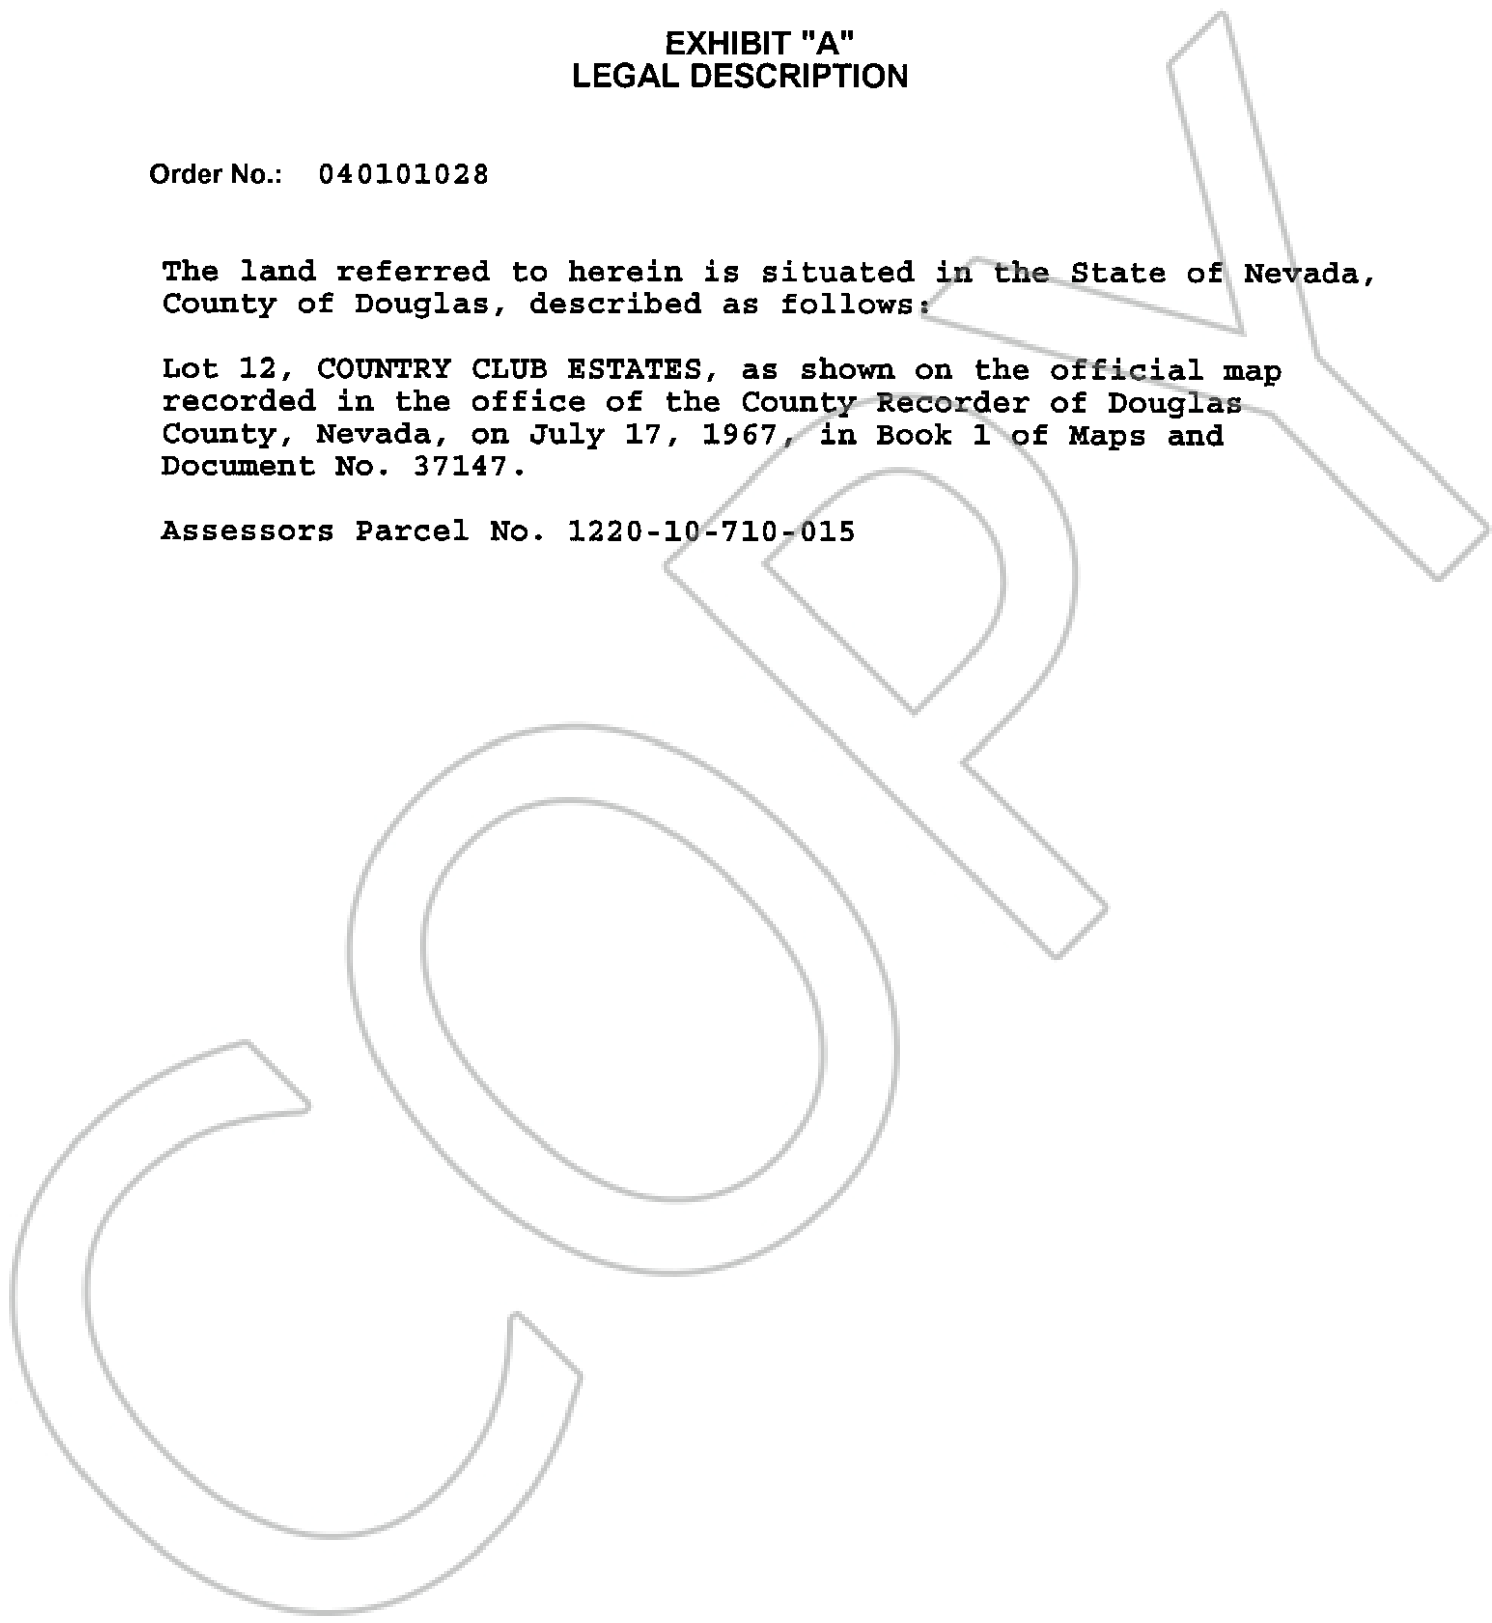 EXHIBIT "A"
LEGAL DESCRIPTION
Order No.: 040101028
The land referred to herein is situated in the State of Nevada,
County of Douglas, described as follows:
Lot 12, COUNTRY CLUB ESTATES, as shown on the official map
recorded in the office of the County Recorder of Douglas
County, Nevada, on July 17, 1967, in Book 1 of Maps and
Document No. 37147.
Assessors Parcel No. 1220-10-710-015
COPY